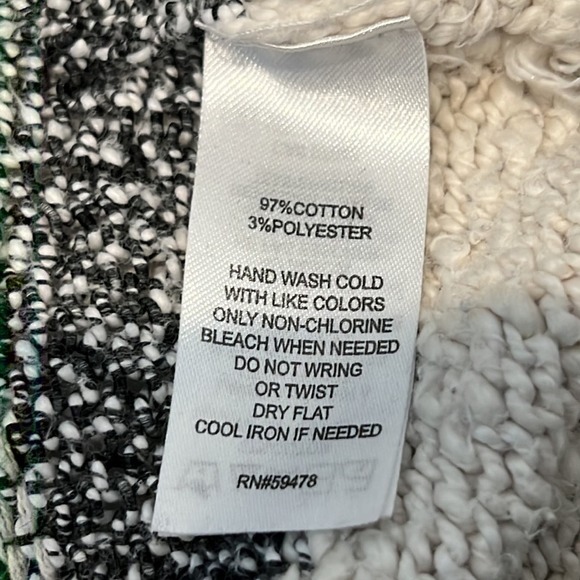 97%COTTON
3%POLYESTER
HAND WASH COLD
WITH LIKE COLORS
ONLY NON-CHLORINE
BLEACH WHEN NEEDED
DO NOT WRING
OR TWIST
DRY FLAT
COOL IRON IF NEEDED
RN#59478